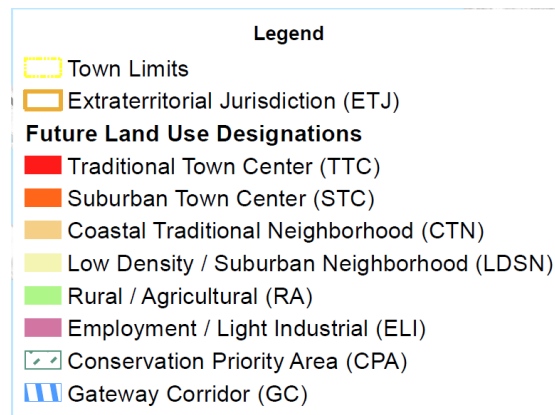 Legend
Town Limits
Extraterritorial Jurisdiction (ETJ)
Future Land Use Designations
Traditional Town Center (TTC)
Suburban Town Center (STC)
Coastal Traditional Neighborhood (CTN)
Low Density / Suburban Neighborhood (LDSN)
Rural / Agricultural (RA)
Employment / Light Industrial (ELI)
Conservation Priority Area (CPA)
Gateway Corridor (GC)